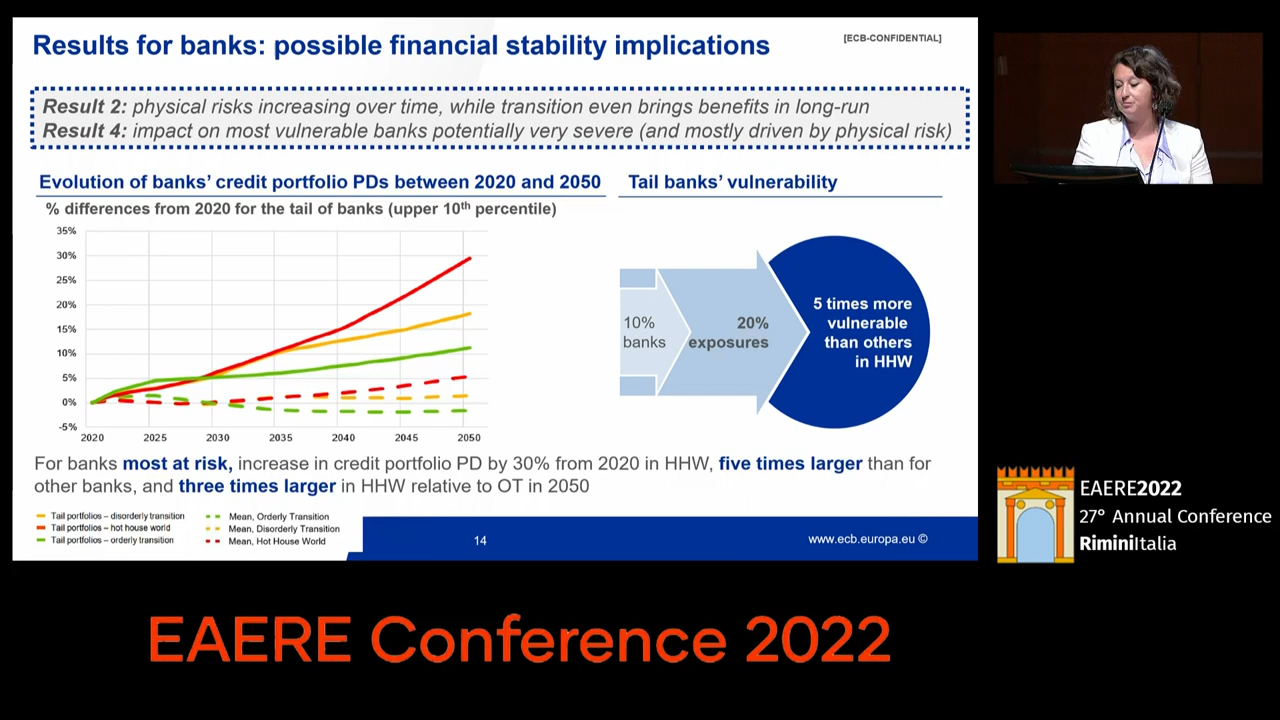 Results for banks: possible financial stability implications
[ECB-CONFIDENTIAL]
Result 2: physical risks increasing over time, while transition even brings benefits in long-run
Result 4: impact on most vulnerable banks potentially very severe (and mostly driven by physical risk)
Evolution of banks' credit portfolio PDs between 2020 and 2050
% differences from 2020 for the tail of banks (upper 10th percentile)
35%
30%
25%
20%
15%
10%
5%
0%
-5%
2020 2025 2030 2035 2040 2045 2050
Tail banks' vulnerability
10%
banks
20%
exposures
5 times more
vulnerable
than others
in HHW
For banks most at risk, increase in credit portfolio PD by 30% from 2020 in HHW, five times larger than for
other banks, and three times larger in HHW relative to OT in 2050
Tail portfolios – disorderly transition
Tail portfolios – hot house world
Tail portfolios – orderly transition
Mean, Orderly Transition
Mean, Disorderly Transition
Mean, Hot House World
14
www.ecb.europa.eu ©
EAERE2022
27° Annual Conference
RiminiItalia
EAERE Conference 2022